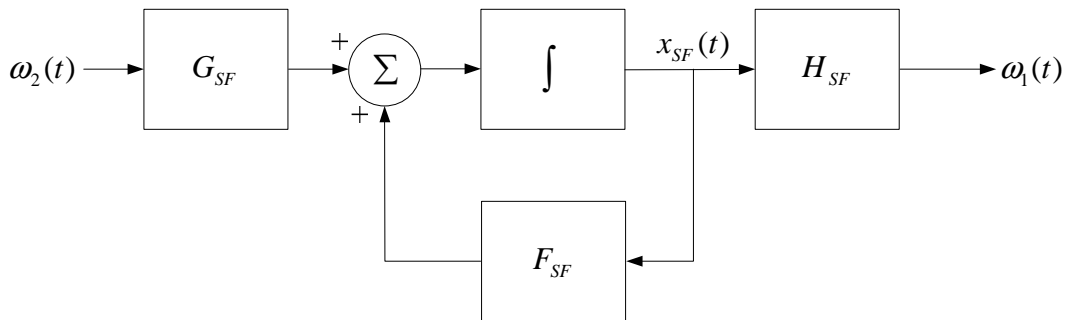 ω₂(t)
G_SF
+
Σ
+
∫
x_SF(t)
H_SF
ω₁(t)
F_SF